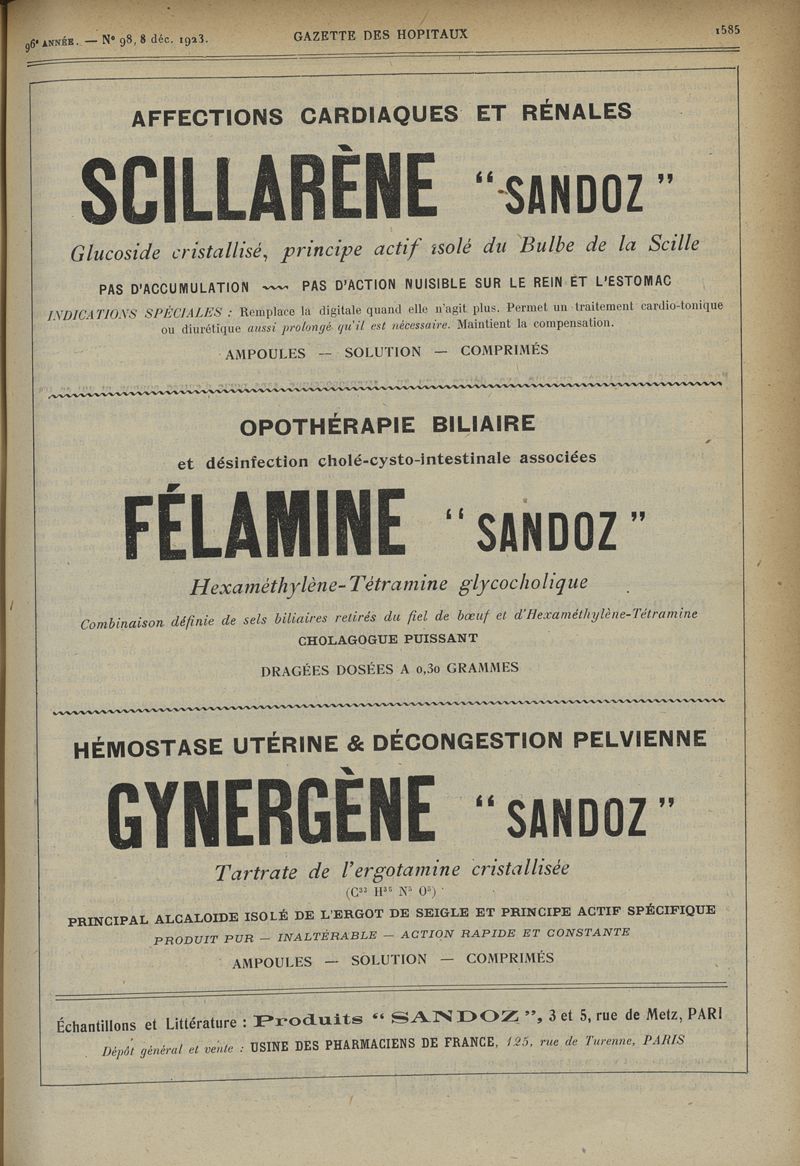 96e ANNÉE. — No 98, 8 déc. 1923.
GAZETTE DES HOPITAUX
1585
AFFECTIONS CARDIAQUES ET RÉNALES
SCILLARÈNE “SANDOZ”
Glucoside cristallisé, principe actif isolé du Bulbe de la Scille
PAS D'ACCUMULATION ~~~ PAS D'ACTION NUISIBLE SUR LE REIN ET L'ESTOMAC
INDICATIONS SPÉCIALES : Remplace la digitale quand elle n'agit plus. Permet un traitement cardio-tonique
ou diurétique aussi prolongé qu'il est nécessaire. Maintient la compensation.
AMPOULES — SOLUTION — COMPRIMÉS
OPOTHÉRAPIE BILIAIRE
et désinfection cholé-cysto-intestinale associées
FÉLAMINE “SANDOZ”
Hexaméthylène-Tétramine glycocholique
Combinaison définie de sels biliaires retirés du fiel de bœuf et d'Hexaméthylène-Tétramine
CHOLAGOGUE PUISSANT
DRAGÉES DOSÉES A 0,30 GRAMMES
HÉMOSTASE UTÉRINE & DÉCONGESTION PELVIENNE
GYNERGÈNE “SANDOZ”
Tartrate de l'ergotamine cristallisée
(C33 H35 N5 O5)
PRINCIPAL ALCALOIDE ISOLÉ DE L'ERGOT DE SEIGLE ET PRINCIPE ACTIF SPÉCIFIQUE
PRODUIT PUR — INALTÉRABLE — ACTION RAPIDE ET CONSTANTE
AMPOULES — SOLUTION — COMPRIMÉS
Échantillons et Littérature : Produits “SANDOZ”, 3 et 5, rue de Metz, PARI
Dépôt général et vente : USINE DES PHARMACIENS DE FRANCE, 125, rue de Turenne, PARIS